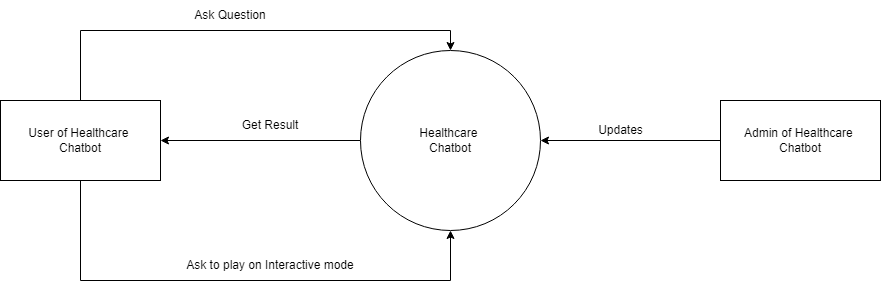 Ask Question
User of Healthcare
Chatbot
Get Result
Healthcare
Chatbot
Updates
Admin of Healthcare
Chatbot
Ask to play on Interactive mode